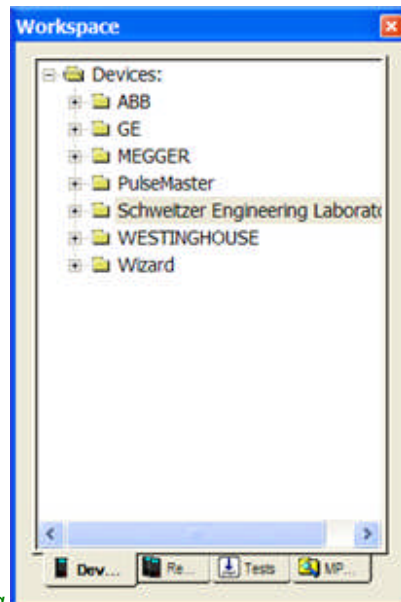 Workspace
Devices:
ABB
GE
MEGGER
PulseMaster
Schweitzer Engineering Laborato
WESTINGHOUSE
Wizard
Dev... Re... Tests MP...